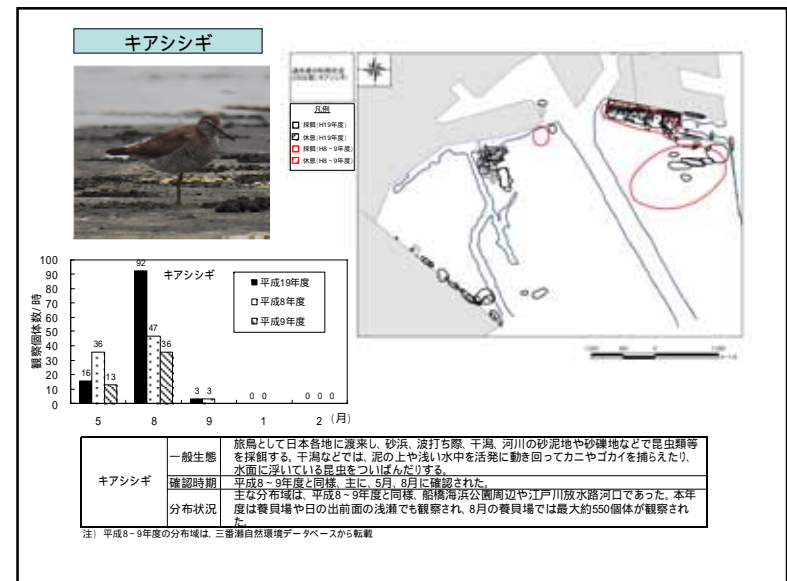 キアシシギ
凡例
採餌(H19年度)
休息(H19年度)
採餌(H8－9年度)
休息(H8－9年度)
キアシシギ
平成19年度
平成8年度
平成9年度
観察個体数/時
100
90
80
70
60
50
40
30
20
10
0
16
36
13
92
47
36
3
3
0
0
0
0
0
5
8
9
1
2
(月)
キアシシギ
一般生態
旅鳥として日本各地に渡来し、砂浜、波打ち際、干潟、河川の砂泥地や砂礫地などで昆虫類等
を採餌する。干潟などでは、泥の上や浅い水中を活発に動き回ってカニやゴカイを捕らえたり、
水面に浮いている昆虫をついばんだりする。
確認時期
平成8～9年度と同様、主に、5月、8月に確認された。
分布状況
主な分布域は、平成8～9年度と同様、船橋海浜公園周辺や江戸川放水路河口であった。本年
度は養貝場や日の出前面の浅瀬でも観察され、8月の養貝場では最大約550個体が観察され
た。
注) 平成8－9年度の分布域は、三番瀬自然環境データベースから転載